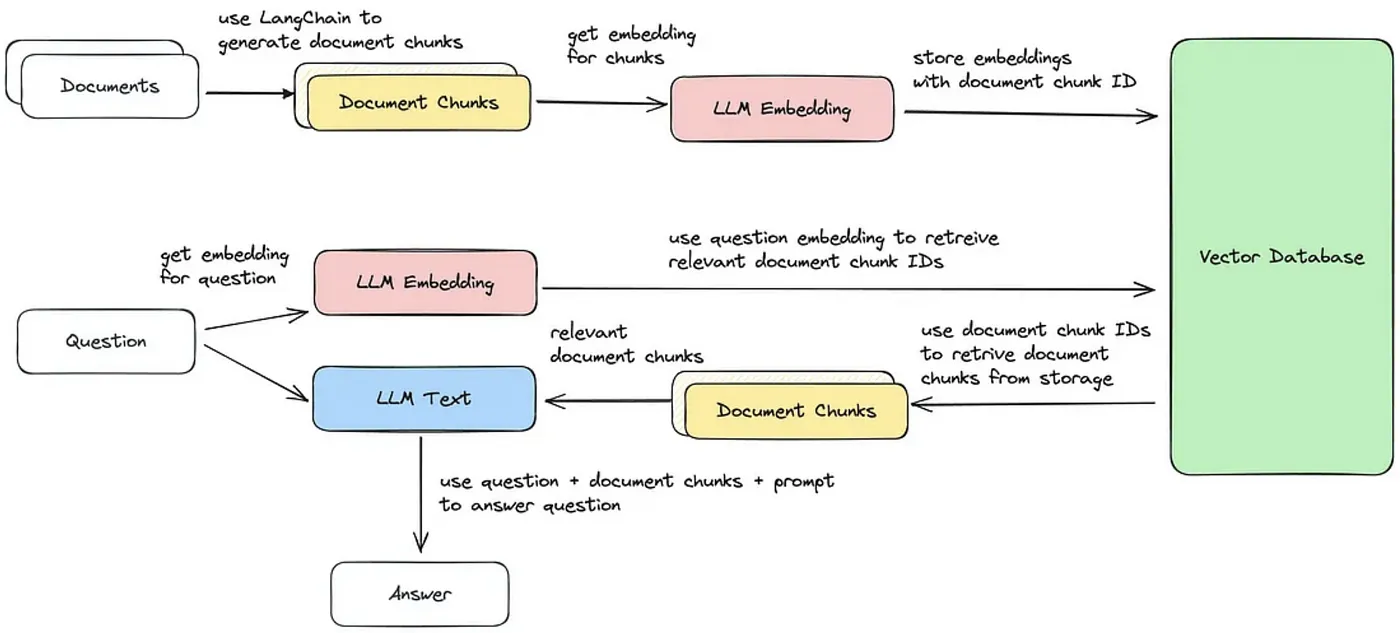 use LangChain to
generate document chunks
get embedding
for chunks
store embeddings
with document chunk ID
Documents
Document Chunks
LLM Embedding
Vector Database
get embedding
for question
LLM Embedding
use question embedding to retreive
relevant document chunk IDs
Question
relevant
document chunks
use document chunk IDs
to retrive document
chunks from storage
LLM Text
Document Chunks
use question + document chunks + prompt
to answer question
Answer